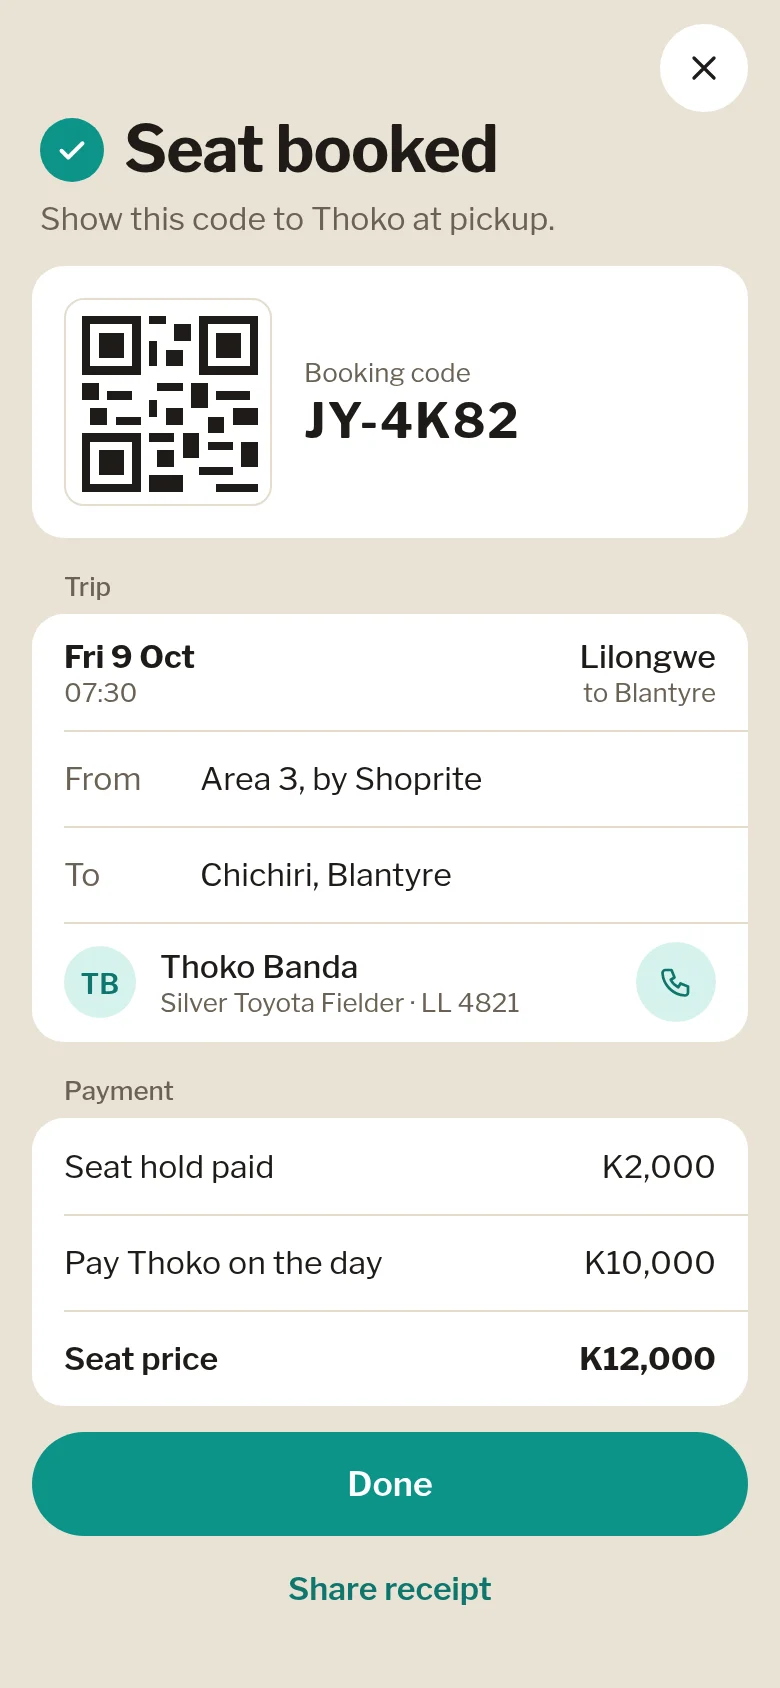 Seat booked
Show this code to Thoko at pickup.
Booking code
JY-4K82
Trip
Fri 9 Oct
Lilongwe
07:30
to Blantyre
From Area 3, by Shoprite
To Chichiri, Blantyre
TB
Thoko Banda
Silver Toyota Fielder · LL 4821
Payment
Seat hold paid K2,000
Pay Thoko on the day K10,000
Seat price K12,000
Done
Share receipt